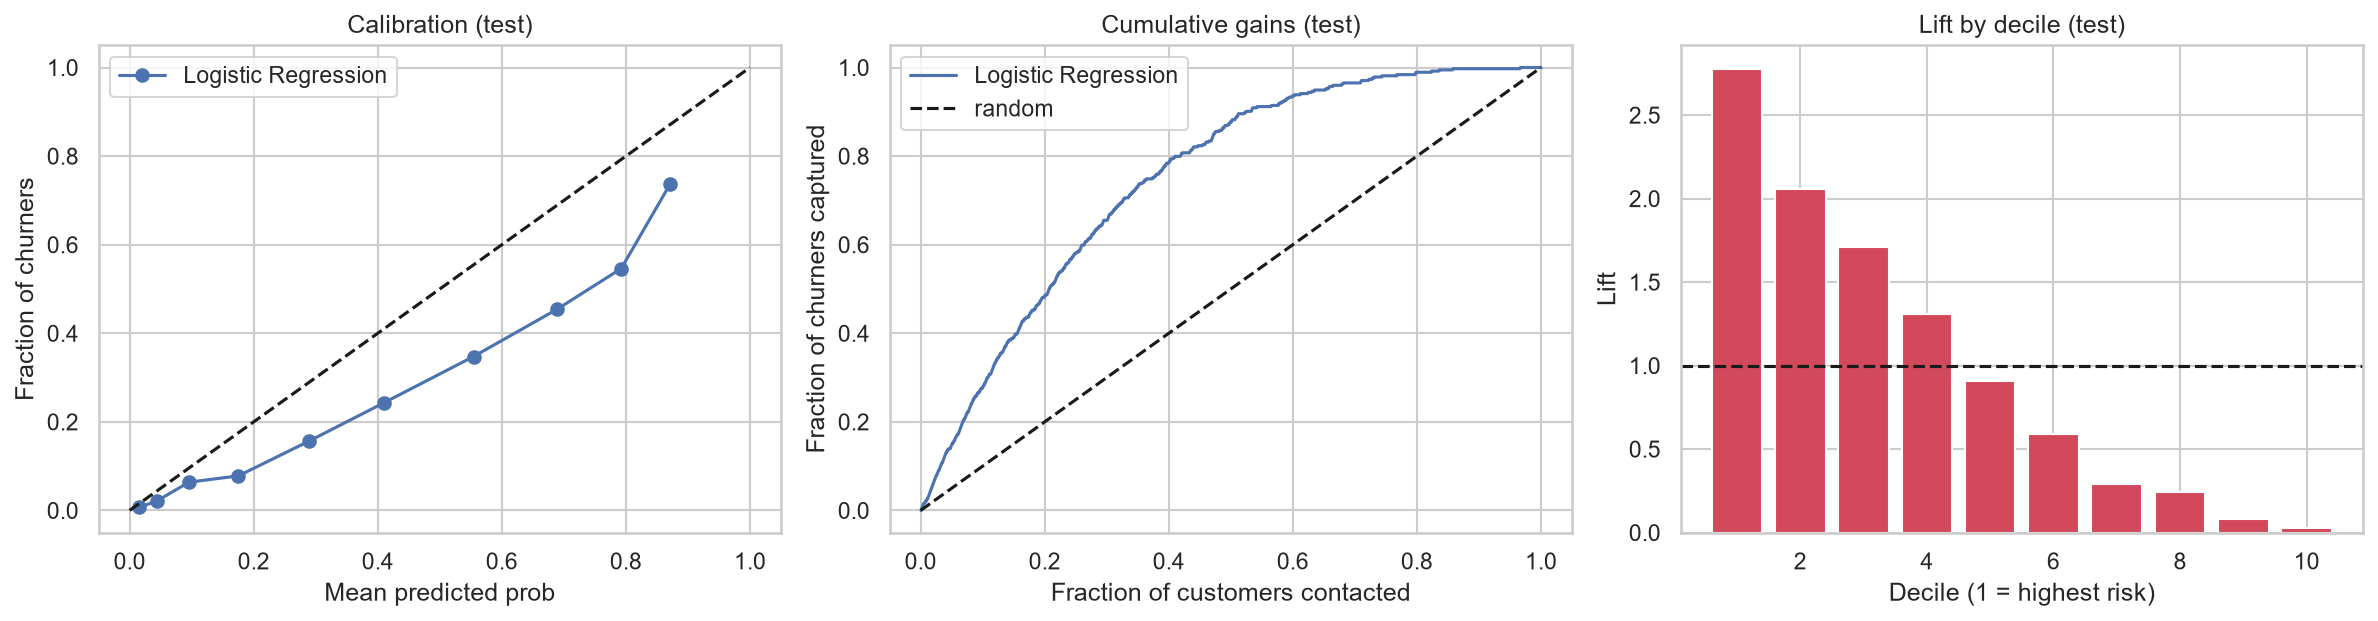 Calibration (test)
Logistic Regression
1.0
0.8
0.6
0.4
0.2
0.0
Fraction of churners
0.0 0.2 0.4 0.6 0.8 1.0
Mean predicted prob
Cumulative gains (test)
Logistic Regression
random
1.0
0.8
0.6
0.4
0.2
0.0
Fraction of churners captured
0.0 0.2 0.4 0.6 0.8 1.0
Fraction of customers contacted
Lift by decile (test)
2.5
2.0
1.5
1.0
0.5
0.0
Lift
2 4 6 8 10
Decile (1 = highest risk)